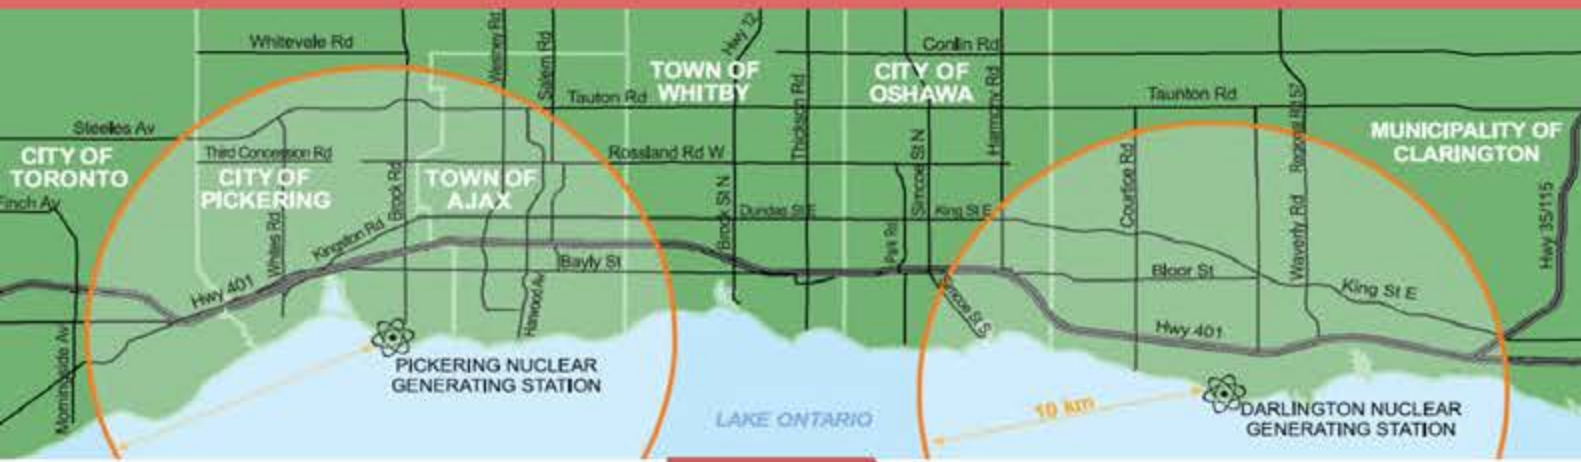 Whitevale Rd
Wesney Rd
Salem Rd
Hwy 12
Conlin Rd
TOWN OF
WHITBY
CITY OF
OSHAWA
Tauton Rd
Thickson Rd
Harmony Rd
Taunton Rd
Regional Rd 57
Steeles Av
MUNICIPALITY OF
CLARINGTON
CITY OF
TORONTO
Third Concession Rd
Rossland Rd W
Simcoe St N
CITY OF
PICKERING
Brock Rd
TOWN OF
AJAX
Finch Av
Courtice Rd
Brock St N
Dundas St E
King St E
Waverly Rd
Hwy 35/115
Whites Rd
Kingston Rd
Park Rd
Bayly St
Bloor St
Hwy 401
King St E
Harwood Av
Simcoe St S
Hwy 401
Morningside Av
PICKERING NUCLEAR
GENERATING STATION
LAKE ONTARIO
10 km
DARLINGTON NUCLEAR
GENERATING STATION